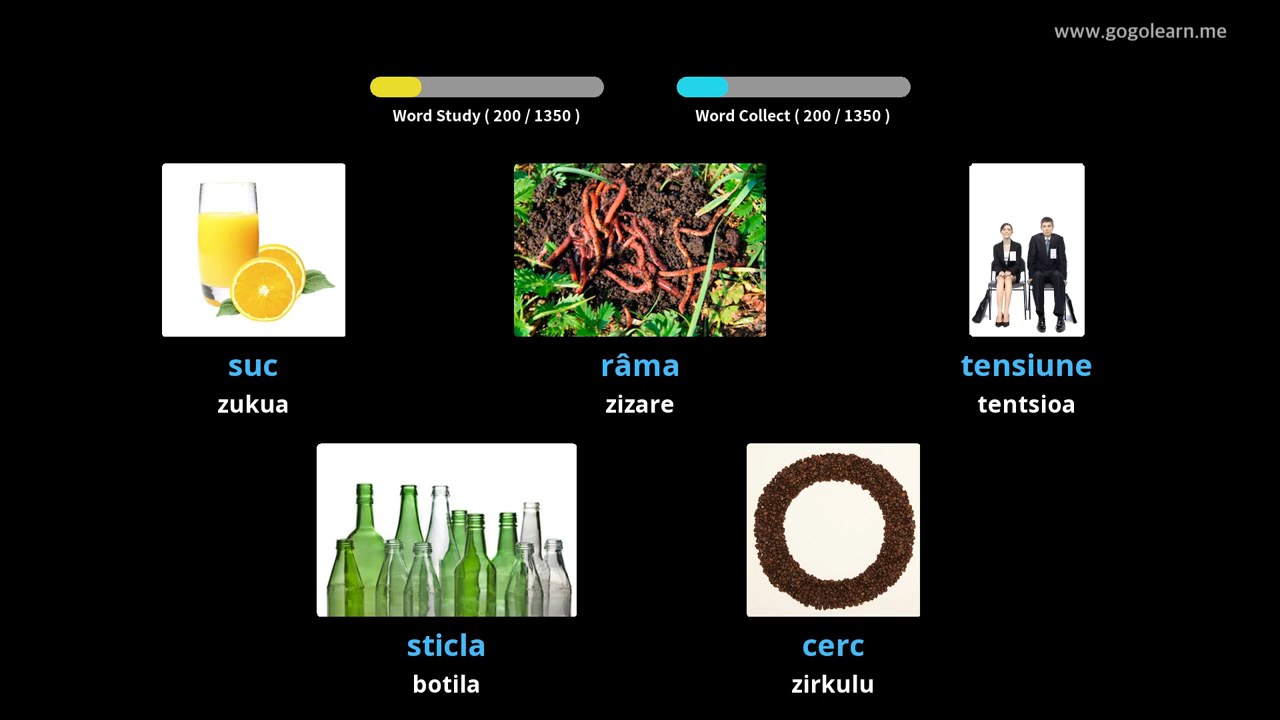 www.gogolearn.me
Word Study ( 200 / 1350 )
Word Collect ( 200 / 1350 )
suc
zukua
râma
zizare
tensiune
tentsioa
sticla
botila
cerc
zirkulu